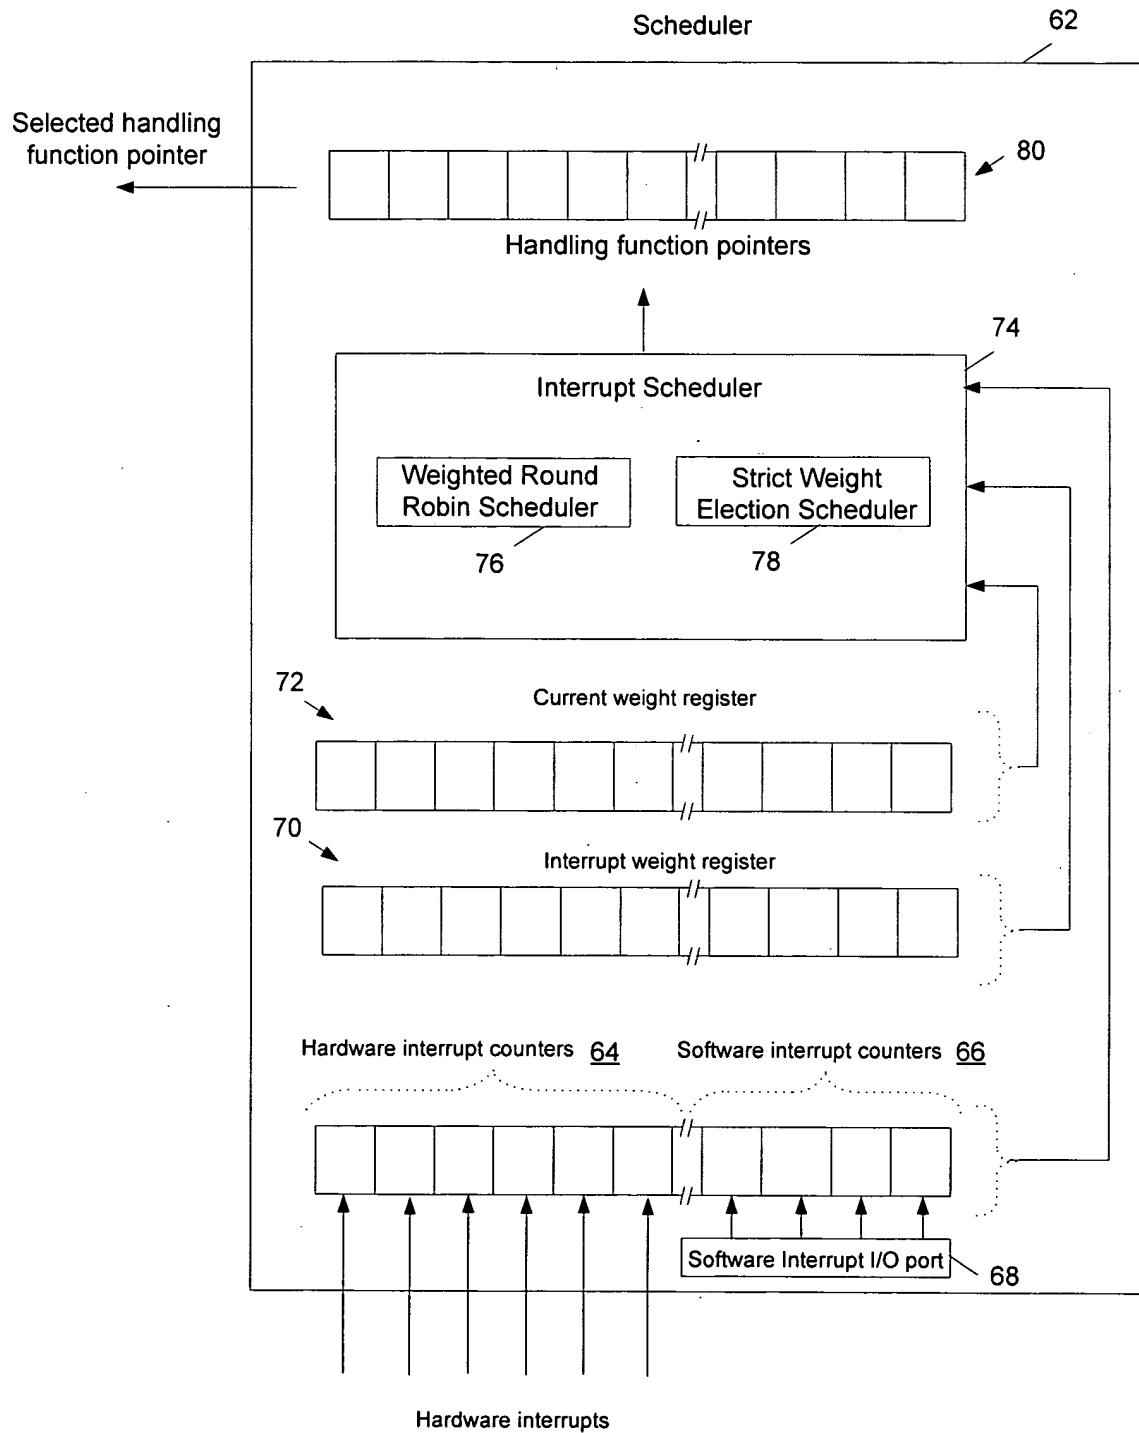 Scheduler
62
Selected handling
function pointer
80
Handling function pointers
74
Interrupt Scheduler
Weighted Round
Robin Scheduler
Strict Weight
Election Scheduler
76
78
72
Current weight register
70
Interrupt weight register
Hardware interrupt counters 64
Software interrupt counters 66
Software Interrupt I/O port
68
Hardware interrupts